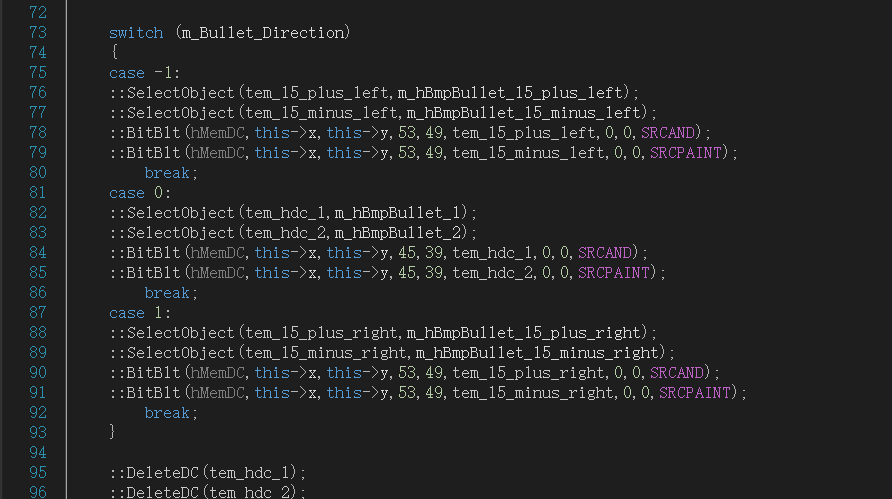 72
73 switch (m_Bullet_Direction)
74 {
75 case -1:
76 ::SelectObject(tem_15_plus_left,m_hBmpBullet_15_plus_left);
77 ::SelectObject(tem_15_minus_left,m_hBmpBullet_15_minus_left);
78 ::BitBlt(hMemDC,this->x,this->y,53,49,tem_15_plus_left,0,0,SRCAND);
79 ::BitBlt(hMemDC,this->x,this->y,53,49,tem_15_minus_left,0,0,SRCPAINT);
80 break;
81 case 0:
82 ::SelectObject(tem_hdc_1,m_hBmpBullet_1);
83 ::SelectObject(tem_hdc_2,m_hBmpBullet_2);
84 ::BitBlt(hMemDC,this->x,this->y,45,39,tem_hdc_1,0,0,SRCAND);
85 ::BitBlt(hMemDC,this->x,this->y,45,39,tem_hdc_2,0,0,SRCPAINT);
86 break;
87 case 1:
88 ::SelectObject(tem_15_plus_right,m_hBmpBullet_15_plus_right);
89 ::SelectObject(tem_15_minus_right,m_hBmpBullet_15_minus_right);
90 ::BitBlt(hMemDC,this->x,this->y,53,49,tem_15_plus_right,0,0,SRCAND);
91 ::BitBlt(hMemDC,this->x,this->y,53,49,tem_15_minus_right,0,0,SRCPAINT);
92 break;
93 }
94
95 ::DeleteDC(tem_hdc_1);
96 ::DeleteDC(tem_hdc_2);